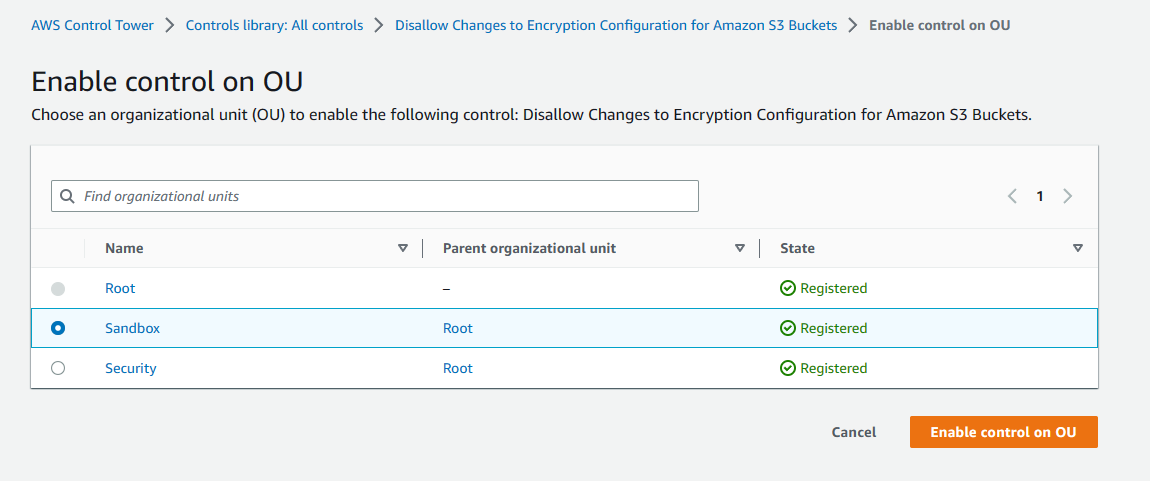 AWS Control Tower > Controls library: All controls > Disallow Changes to Encryption Configuration for Amazon S3 Buckets > Enable control on OU
Enable control on OU
Choose an organizational unit (OU) to enable the following control: Disallow Changes to Encryption Configuration for Amazon S3 Buckets.
Find organizational units
< 1 >
Name Parent organizational unit State
Root – Registered
Sandbox Root Registered
Security Root Registered
Cancel Enable control on OU